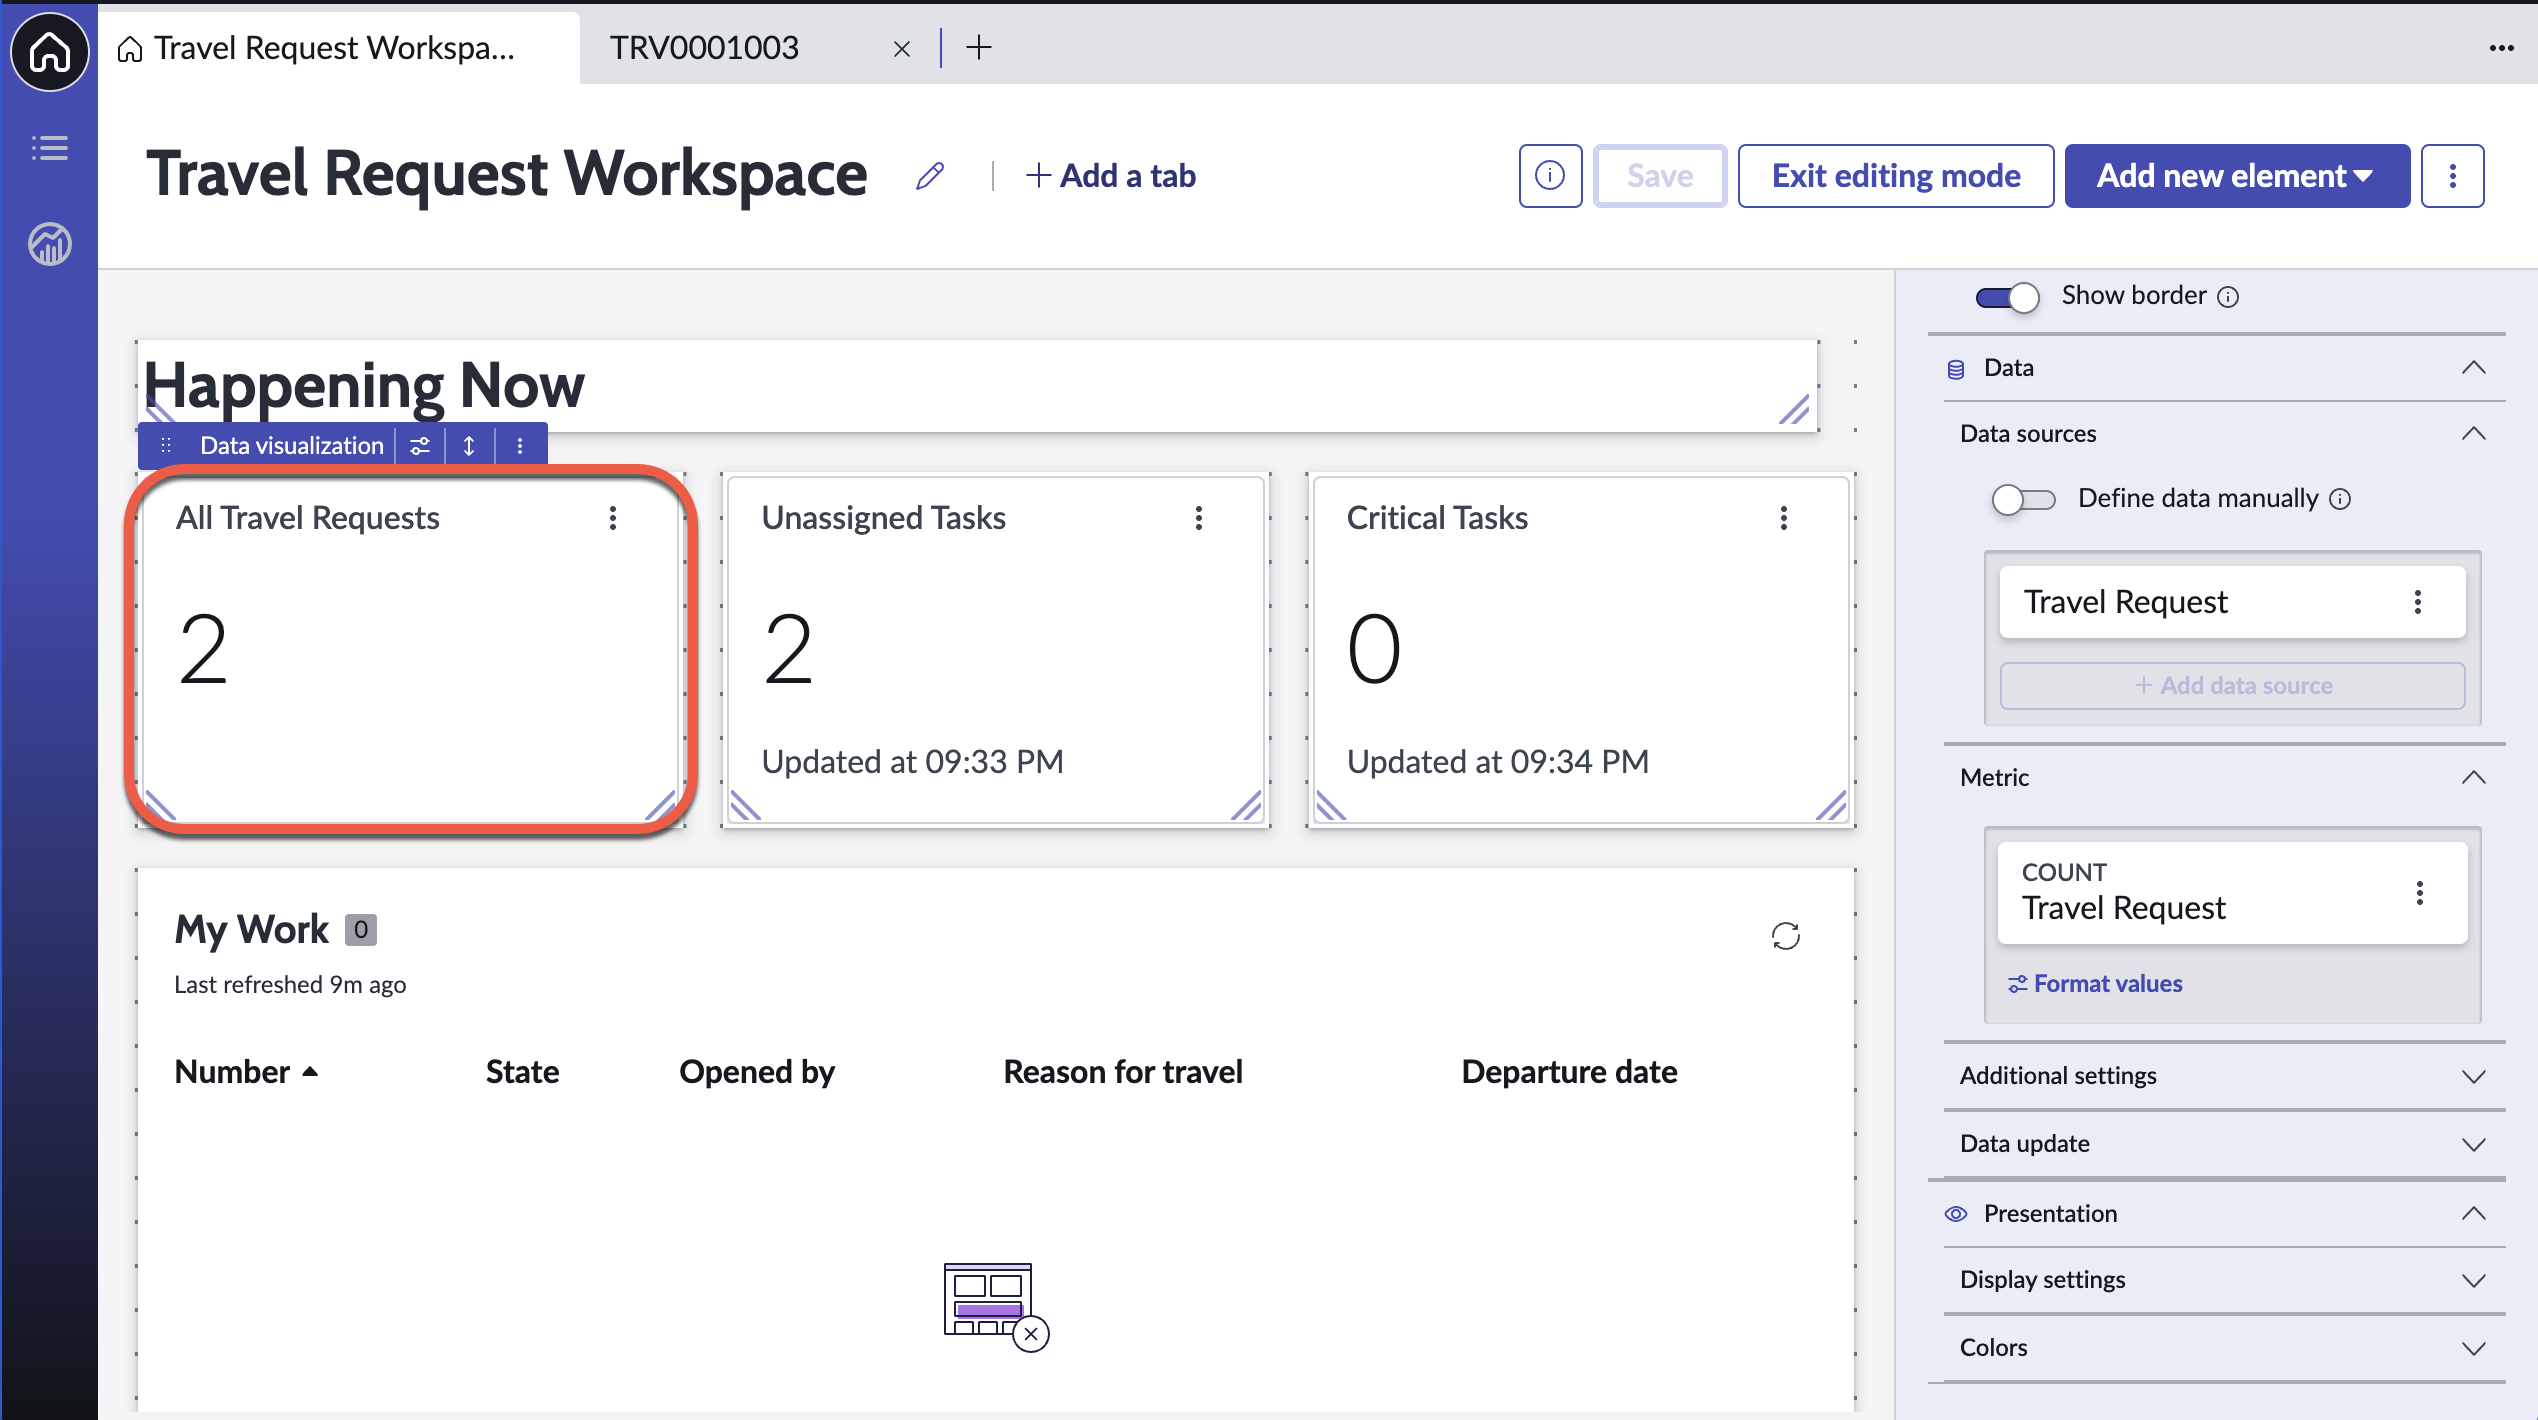 Travel Request Workspa...
TRV0001003
Travel Request Workspace
Add a tab
Save
Exit editing mode
Add new element
Happening Now
Data visualization
All Travel Requests
2
Unassigned Tasks
2
Updated at 09:33 PM
Critical Tasks
0
Updated at 09:34 PM
My Work 0
Last refreshed 9m ago
Number State Opened by Reason for travel Departure date
Show border
Data
Data sources
Define data manually
Travel Request
+ Add data source
Metric
COUNT
Travel Request
Format values
Additional settings
Data update
Presentation
Display settings
Colors